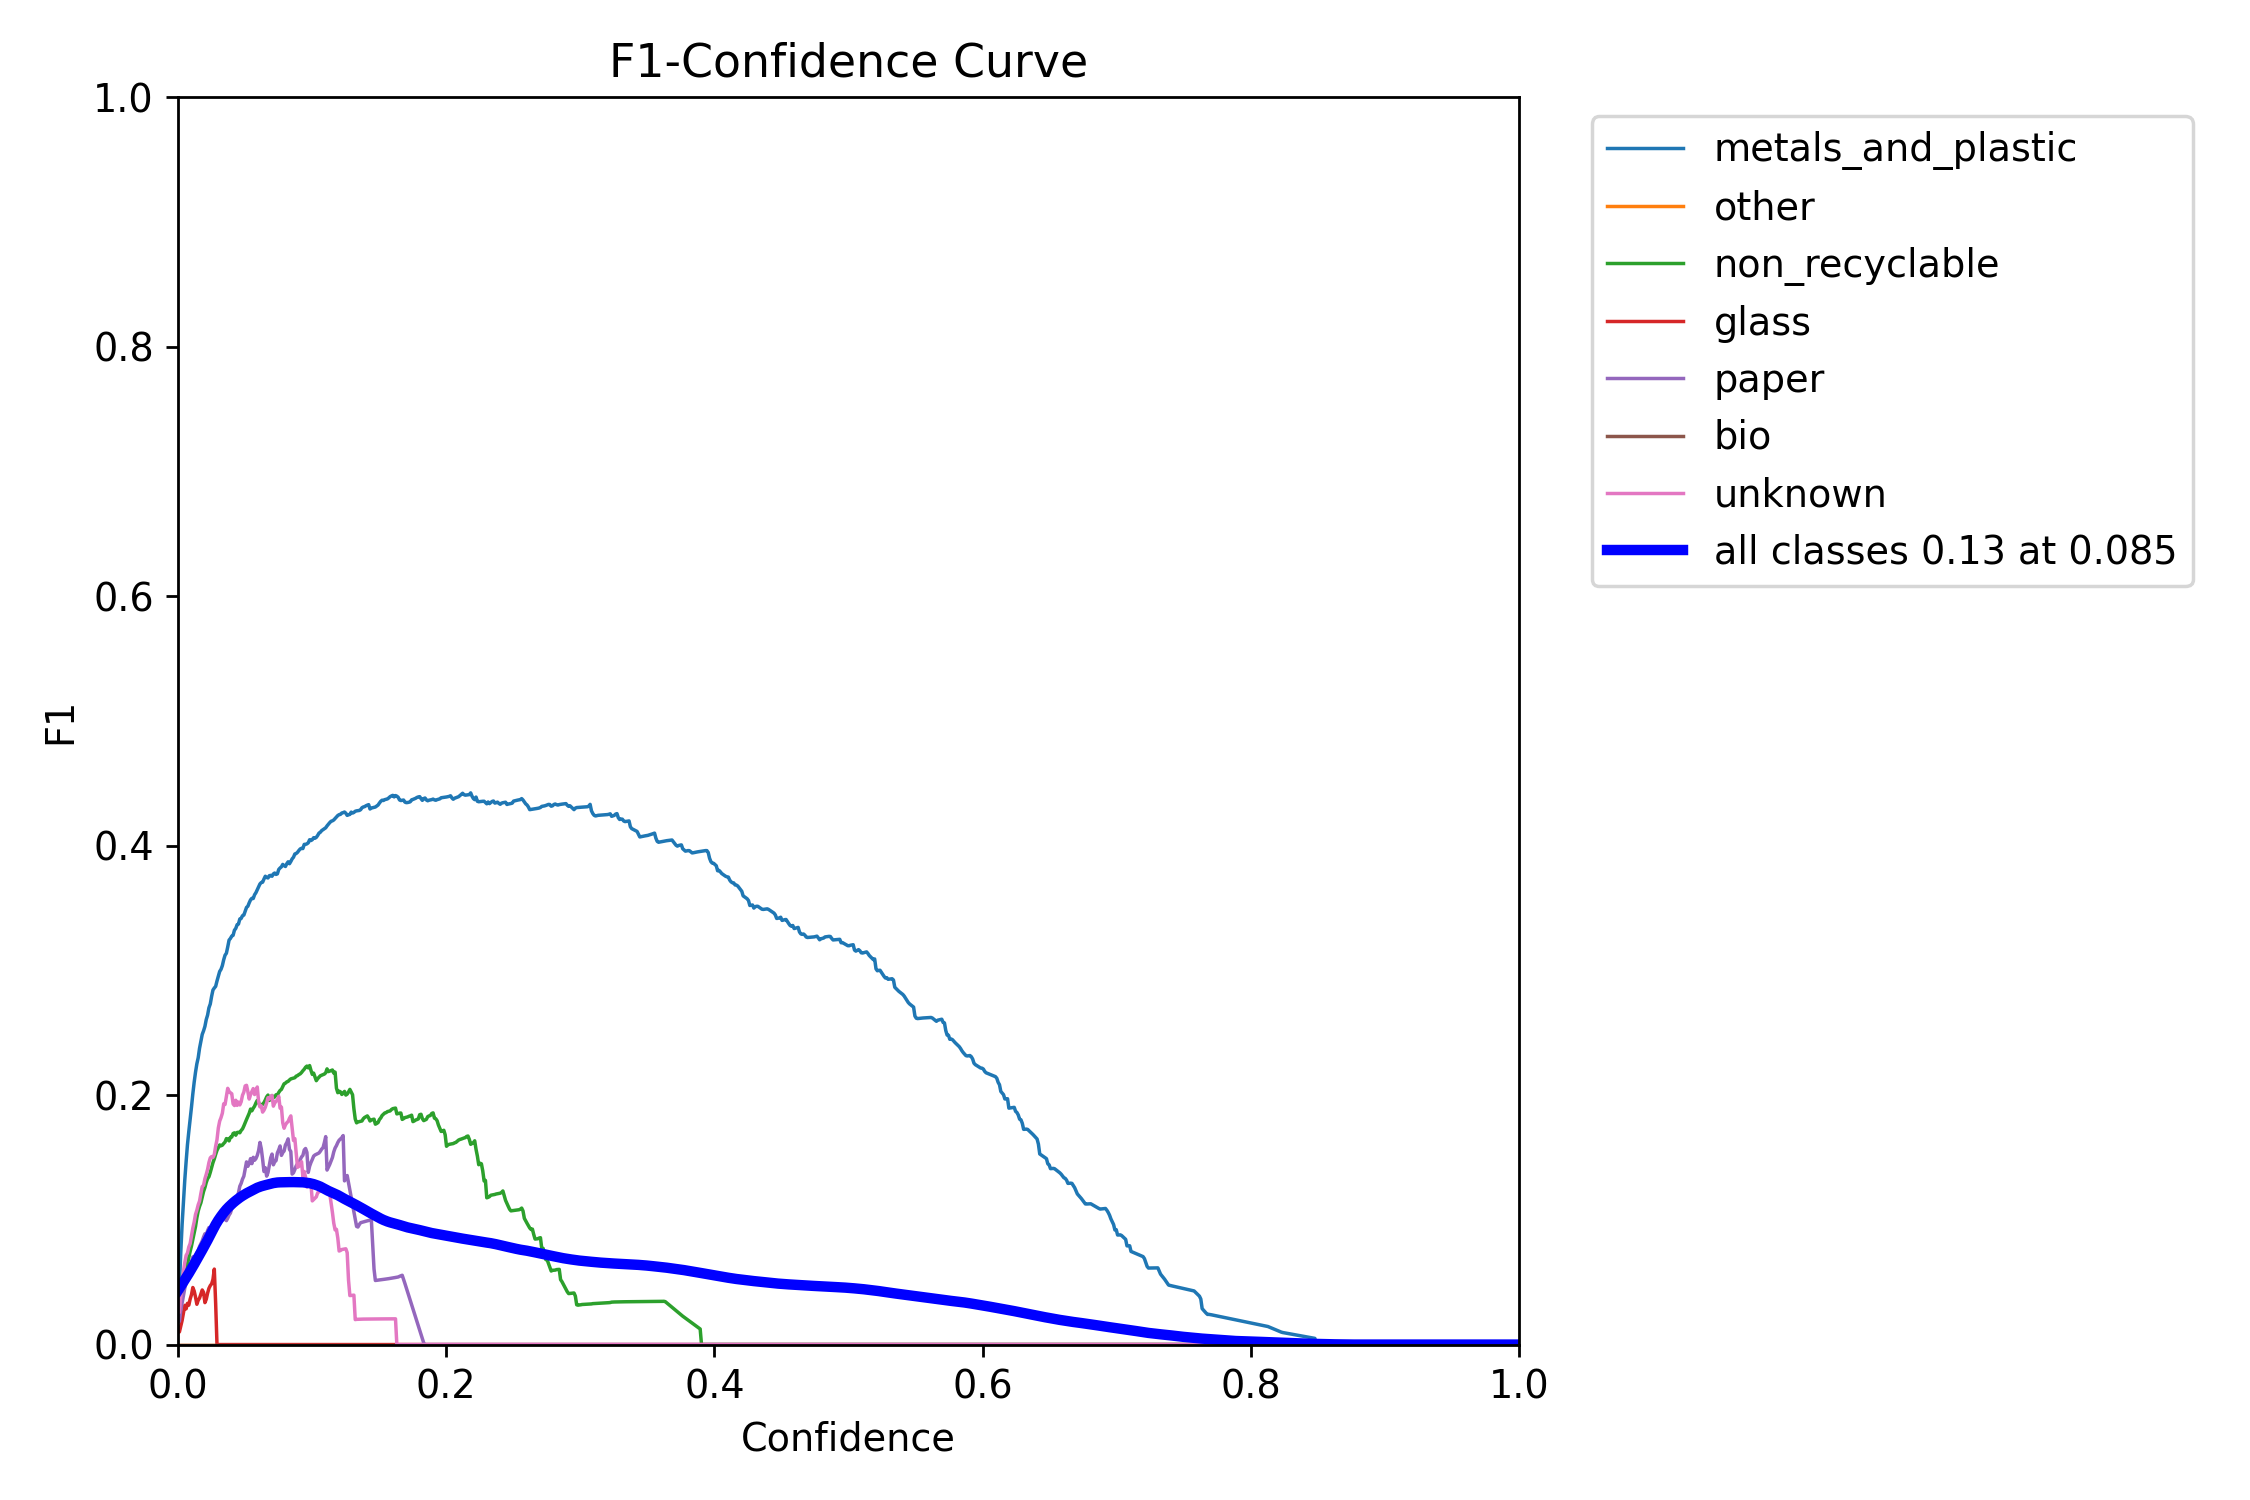 F1-Confidence Curve
1.0
0.8
0.6
0.4
0.2
0.0
F1
0.0 0.2 0.4 0.6 0.8 1.0
Confidence
metals_and_plastic
other
non_recyclable
glass
paper
bio
unknown
all classes 0.13 at 0.085